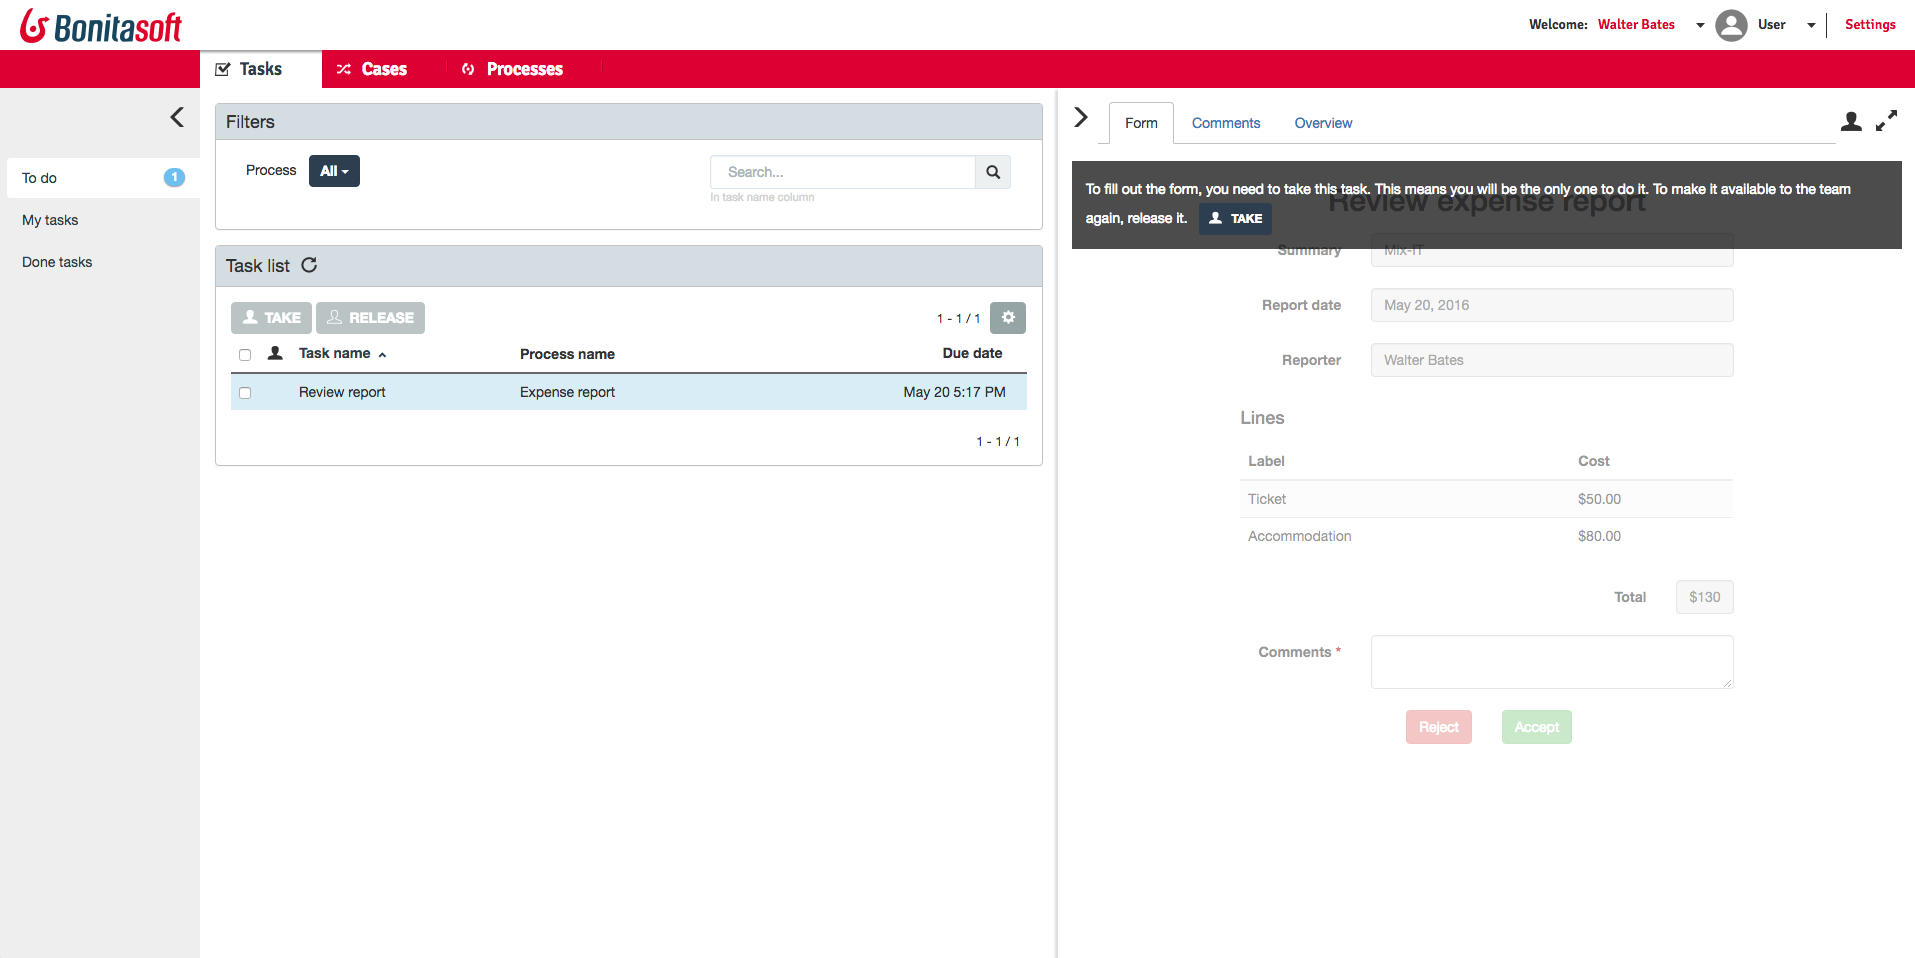 Bonitasoft
Welcome: Walter Bates User Settings
Tasks Cases Processes
To do 1
My tasks
Done tasks
Filters
Process All Search...
In task name column
Task list
TAKE RELEASE 1 - 1 / 1
Task name Process name Due date
Review report Expense report May 20 5:17 PM
1 - 1 / 1
Form Comments Overview
To fill out the form, you need to take this task. This means you will be the only one to do it. To make it available to the team
again, release it. TAKE
Review expense report
Summary Mix-IT
Report date May 20, 2016
Reporter Walter Bates
Lines
Label Cost
Ticket $50.00
Accommodation $80.00
Total $130
Comments *
Reject Accept